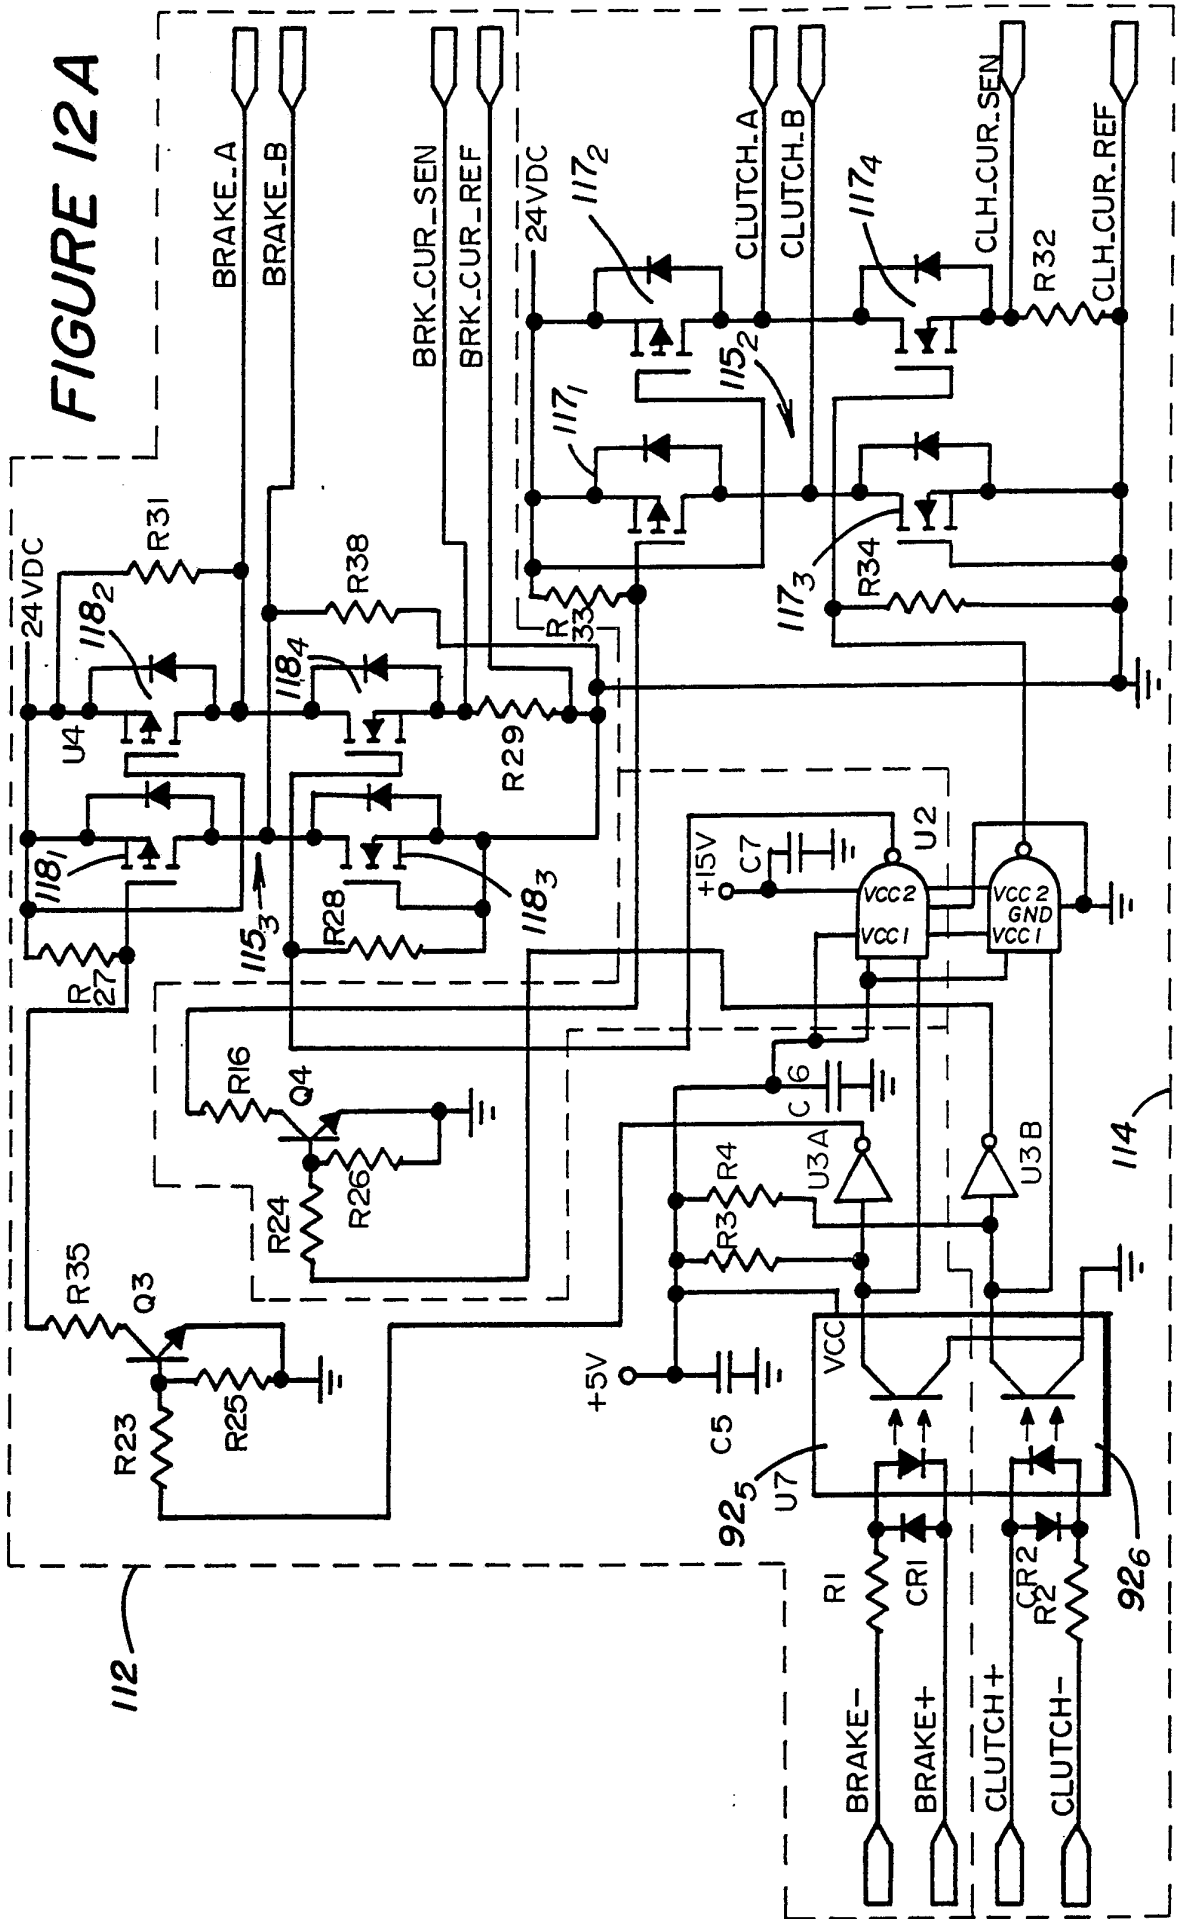 FIGURE 12A
BRAKE_A
BRAKE_B
BRK_CUR_SEN
BRK_CUR_REF
24VDC
R31
118₂
U4
118₁
R38
118₄
R27
115₃
R28
118₃
R29
24VDC
117₂
CLUTCH_A
CLUTCH_B
117₁
115₂
117₄
CLH_CUR_SEN
R32
CLH_CUR_REF
R33
117₃
R34
R35
Q3
R23
R25
R16
Q4
R24
R26
+15V
C7
U2
VCC2
VCC1
VCC2
GND
VCC1
+5V
C5
C6
R3
R4
U3A
U3B
VCC
U7
92₅
92₆
R1
CR1
CR2
R2
BRAKE-
BRAKE+
CLUTCH+
CLUTCH-
112
114